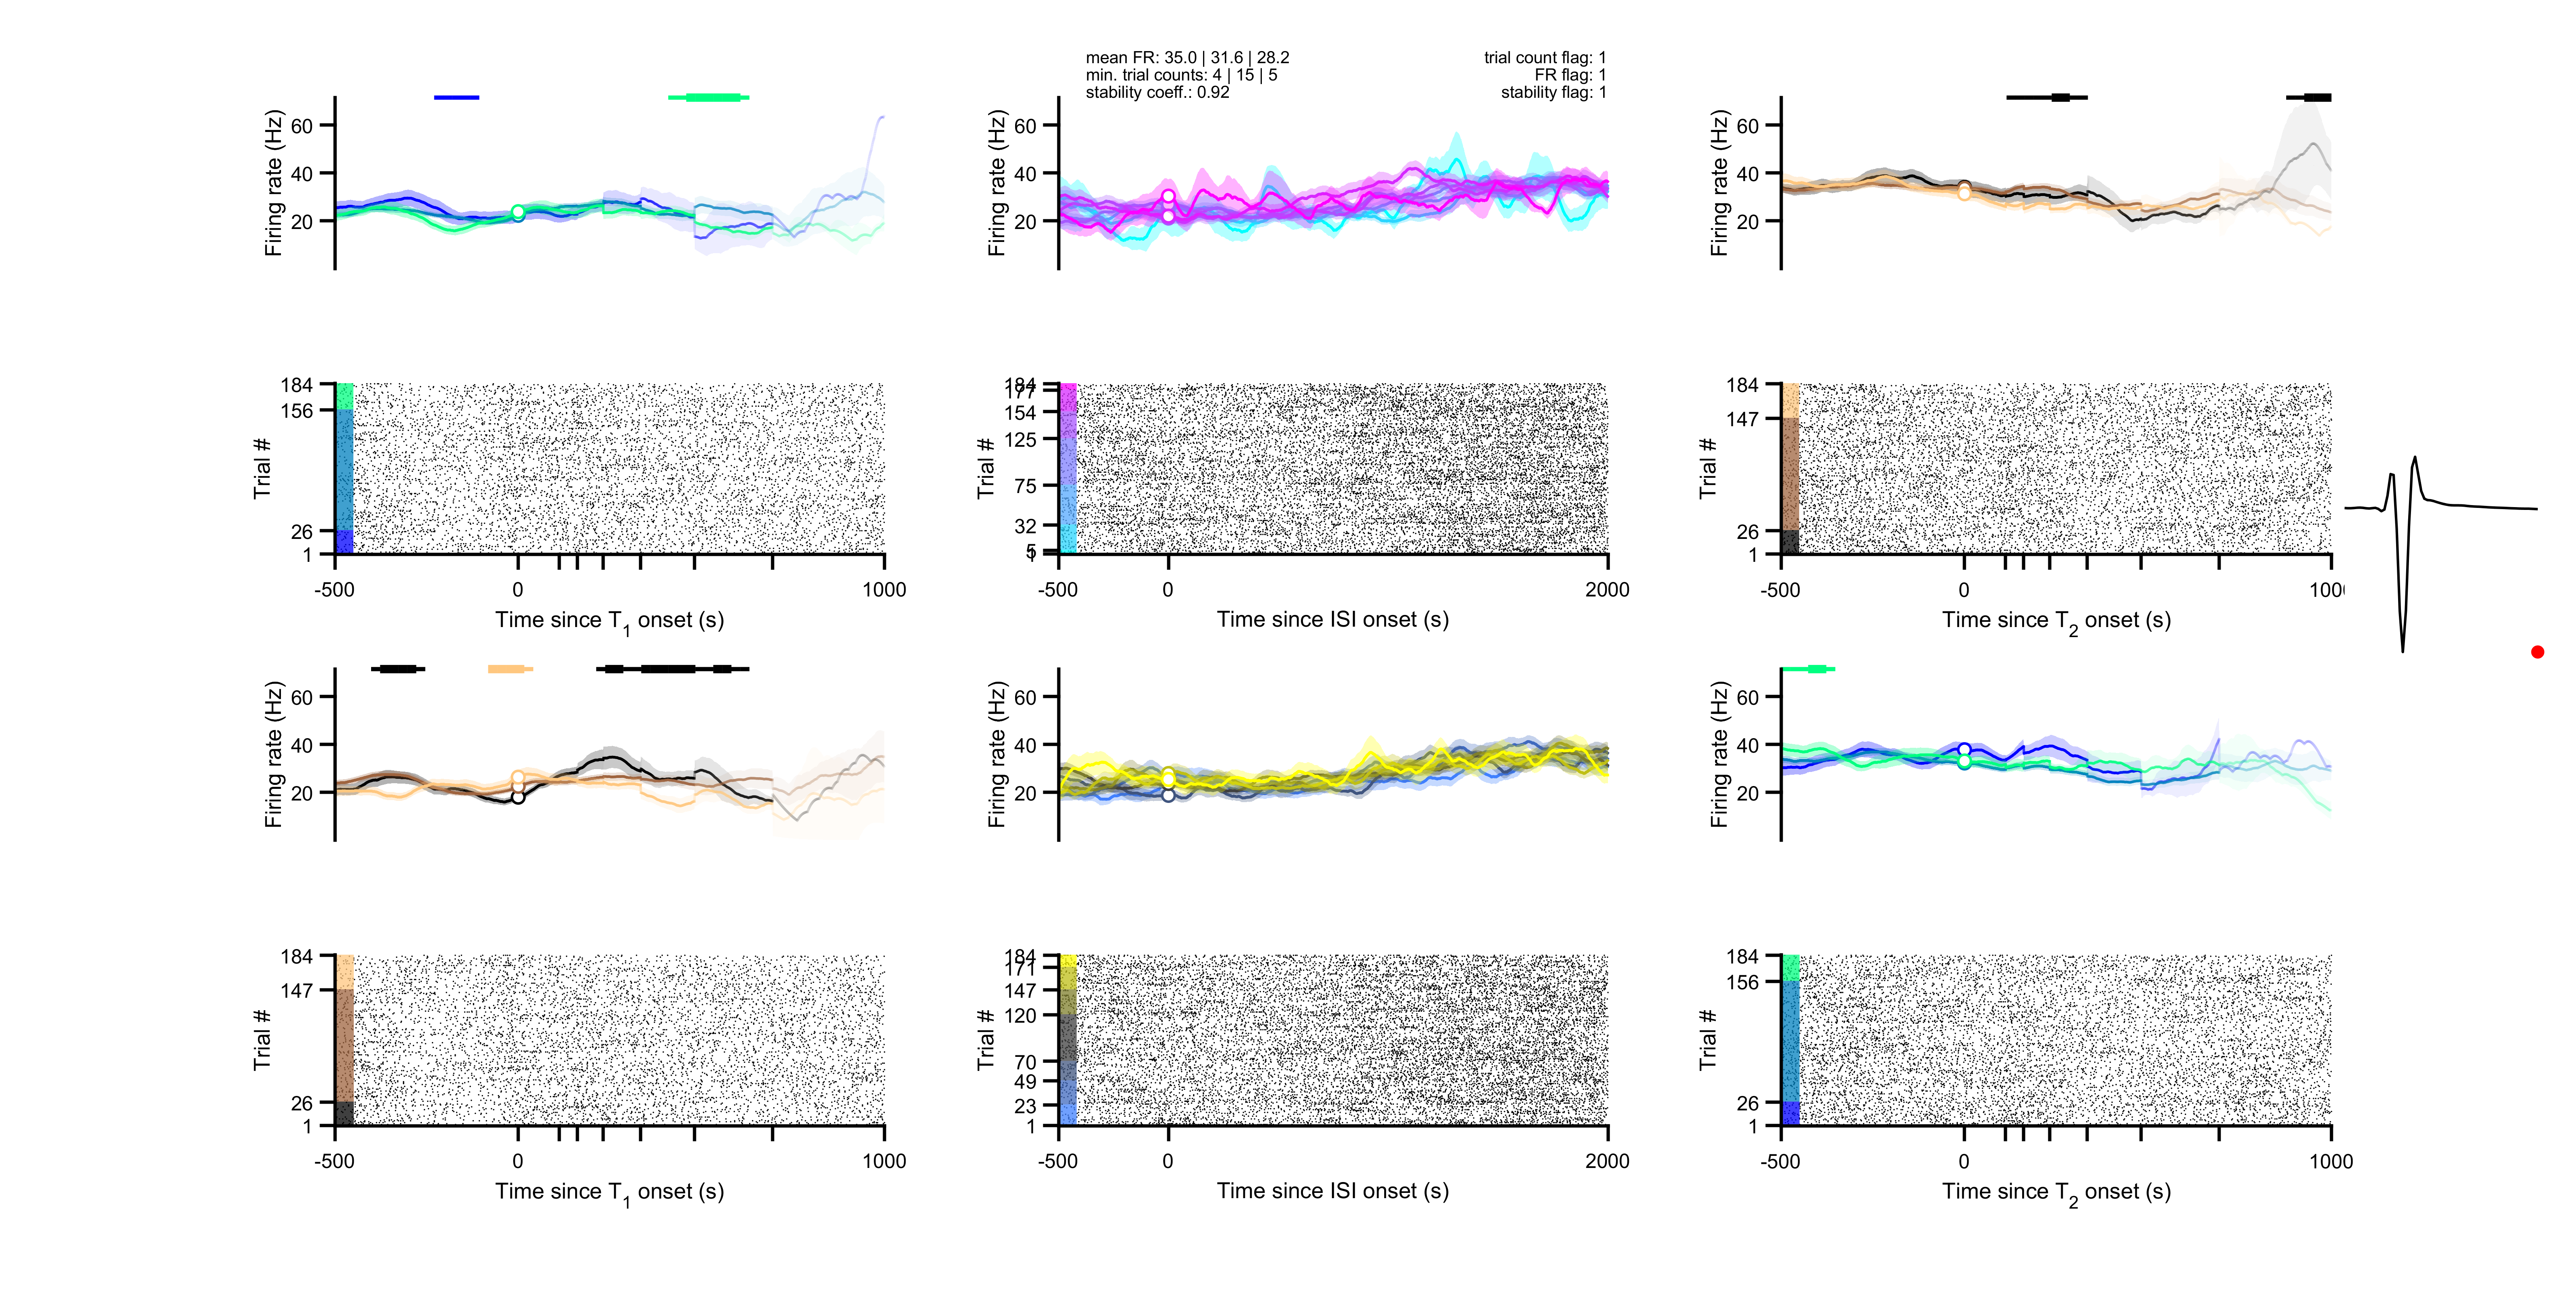 mean FR: 35.0 | 31.6 | 28.2
min. trial counts: 4 | 15 | 5
stability coeff.: 0.92
trial count flag: 1
FR flag: 1
stability flag: 1
Firing rate (Hz)
60
40
20
Firing rate (Hz)
60
40
20
Firing rate (Hz)
60
40
20
Trial #
184
156
26
1
-500
0
1000
Time since T1 onset (s)
Trial #
184
177
154
125
75
32
5
1
-500
0
2000
Time since ISI onset (s)
Trial #
184
147
26
1
-500
0
Time since T2 onset (s)
Firing rate (Hz)
60
40
20
Firing rate (Hz)
60
40
20
Firing rate (Hz)
60
40
20
Trial #
184
147
26
1
-500
0
1000
Time since T1 onset (s)
Trial #
184
171
147
120
70
49
23
1
-500
0
2000
Time since ISI onset (s)
Trial #
184
156
26
1
-500
0
1000
Time since T2 onset (s)